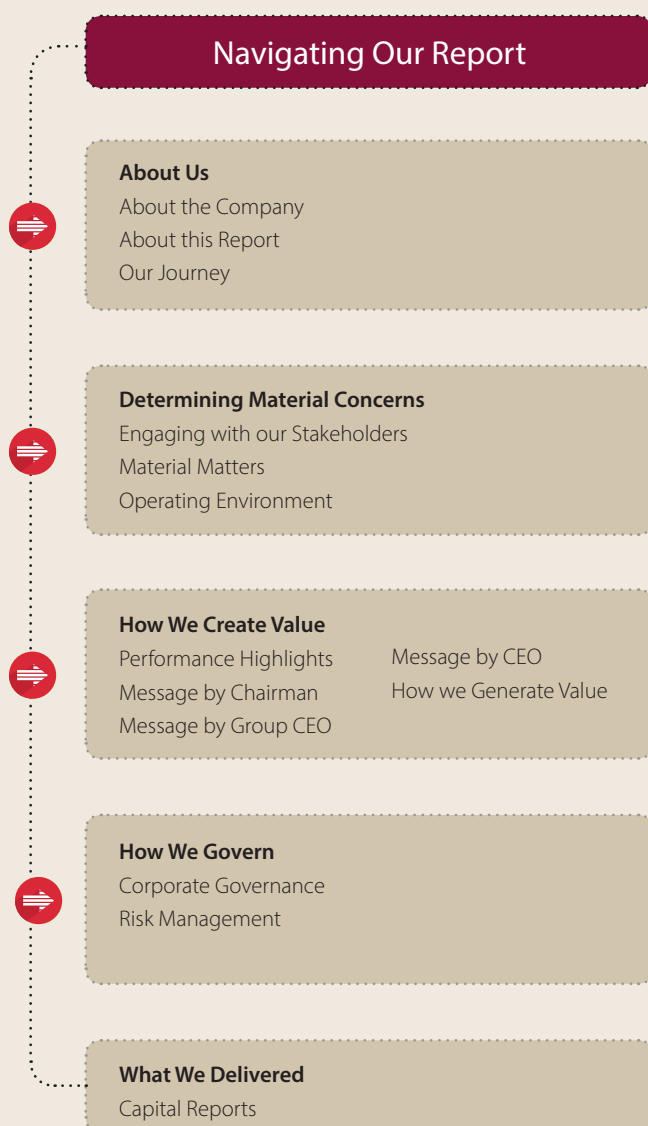 Navigating Our Report
About Us
About the Company
About this Report
Our Journey
Determining Material Concerns
Engaging with our Stakeholders
Material Matters
Operating Environment
How We Create Value
Performance Highlights
Message by Chairman
Message by Group CEO
Message by CEO
How we Generate Value
How We Govern
Corporate Governance
Risk Management
What We Delivered
Capital Reports